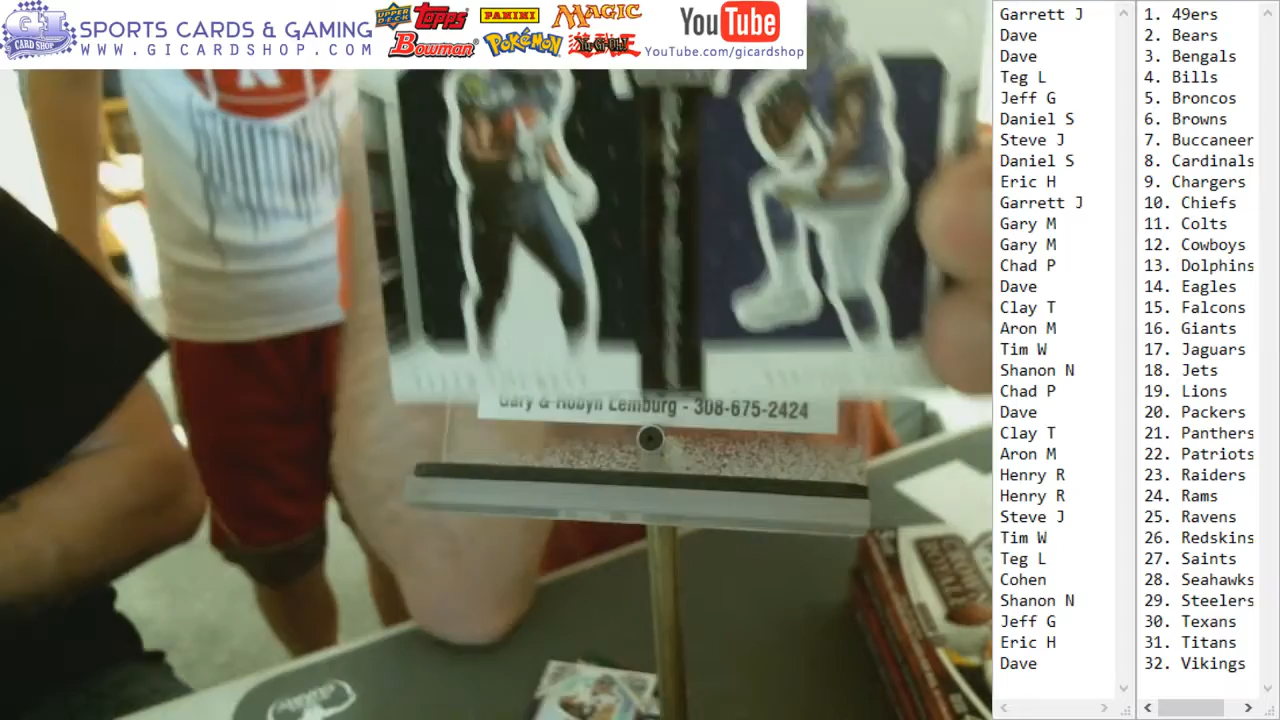 GI
CARD SHOP
SPORTS CARDS & GAMING
WWW.GICARDSHOP.COM
UPPER DECK
Topps
Bowman
PANINI
Pokémon
MAGIC
Yu-Gi-Oh!
YouTube
YouTube.com/gicardshop
Gary & Robyn Lemburg - 308-675-2424
Garrett J
Dave
Dave
Teg L
Jeff G
Daniel S
Steve J
Daniel S
Eric H
Garrett J
Gary M
Gary M
Chad P
Dave
Clay T
Aron M
Tim W
Shanon N
Chad P
Dave
Clay T
Aron M
Henry R
Henry R
Steve J
Tim W
Teg L
Cohen
Shanon N
Jeff G
Eric H
Dave
1. 49ers
2. Bears
3. Bengals
4. Bills
5. Broncos
6. Browns
7. Buccaneer
8. Cardinals
9. Chargers
10. Chiefs
11. Colts
12. Cowboys
13. Dolphins
14. Eagles
15. Falcons
16. Giants
17. Jaguars
18. Jets
19. Lions
20. Packers
21. Panthers
22. Patriots
23. Raiders
24. Rams
25. Ravens
26. Redskins
27. Saints
28. Seahawks
29. Steelers
30. Texans
31. Titans
32. Vikings